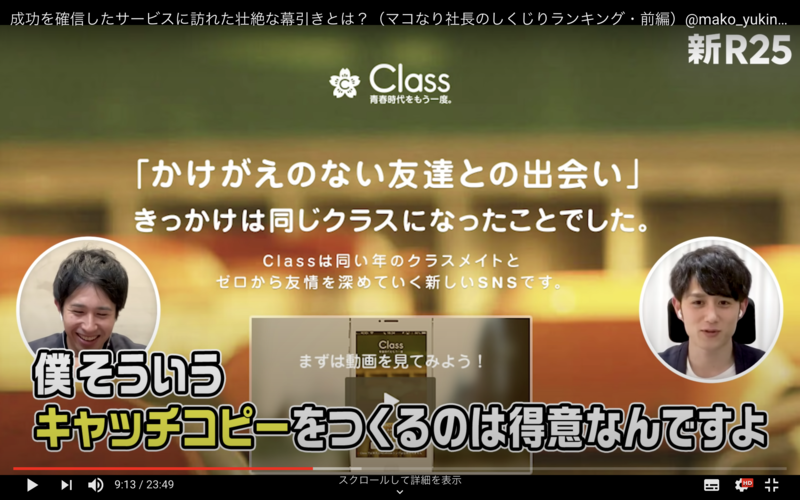 成功を確信したサービスに訪れた壮絶な幕引きとは？（マコなり社長のしくじりランキング・前編）@mako_yukin...
新R25
Class
青春時代をもう一度。
「かけがえのない友達との出会い」
きっかけは同じクラスになったことでした。
Classは同い年のクラスメイトと
ゼロから友情を深めていく新しいSNSです。
Class
まずは動画を見てみよう！
僕そういう
キャッチコピーをつくるのは得意なんですよ
9:13 / 23:49
スクロールして詳細を表示
HD